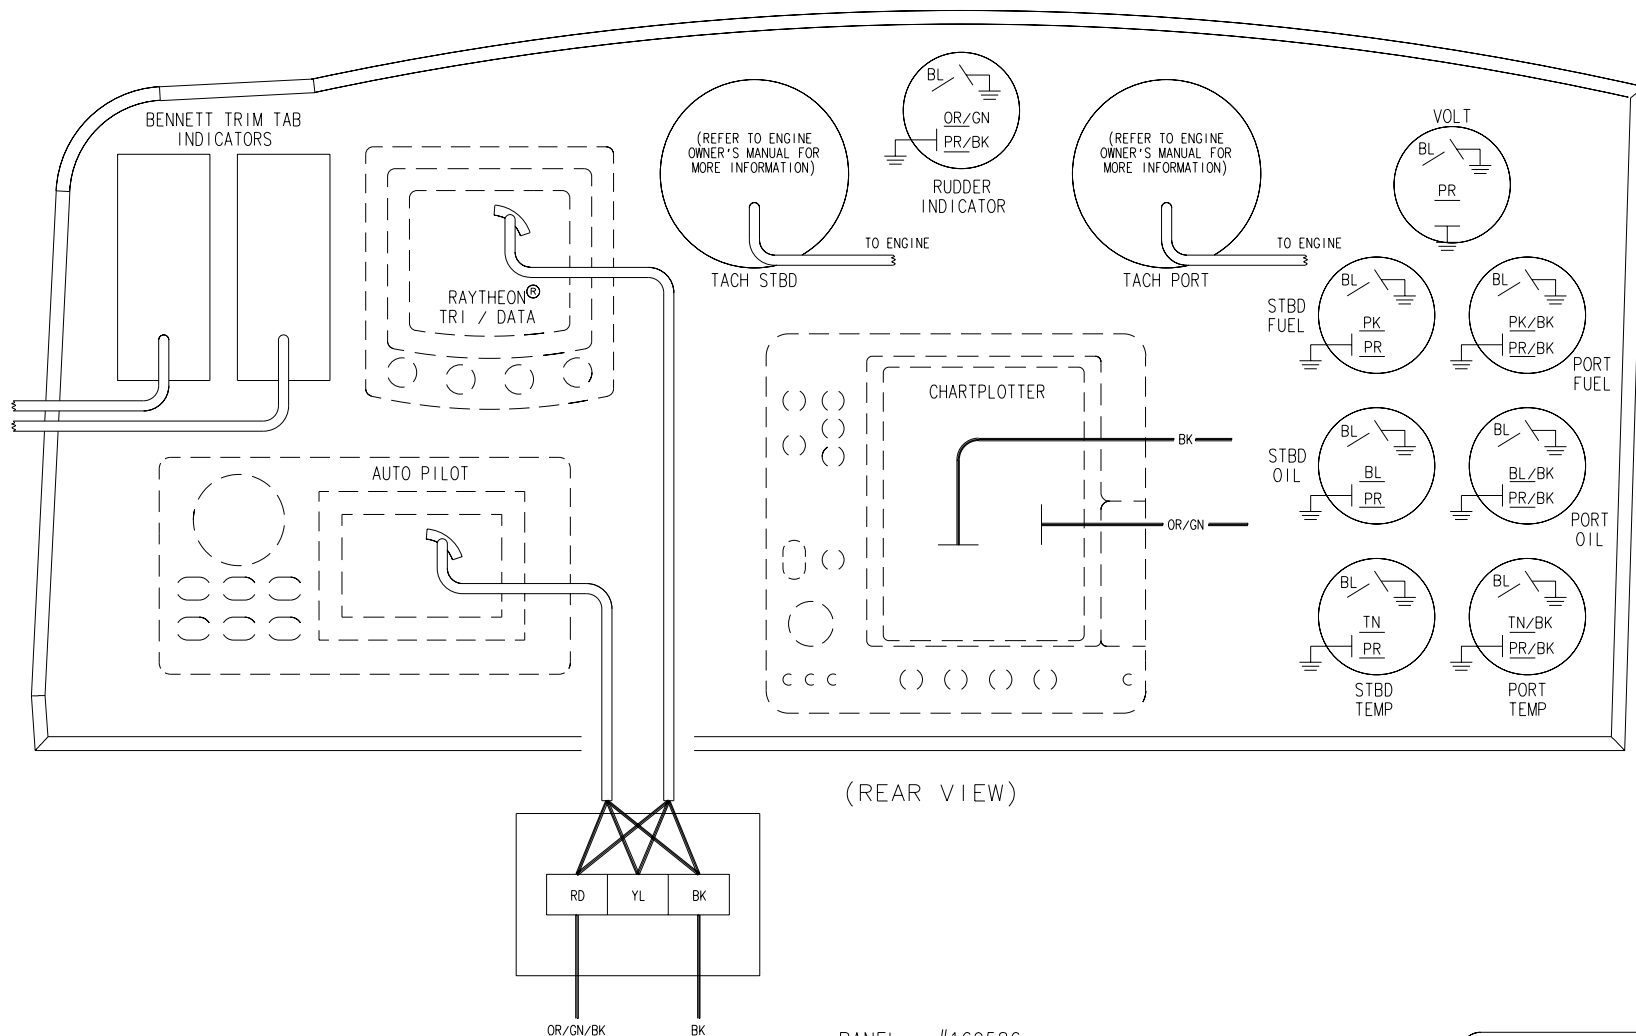 BENNETT TRIM TAB
INDICATORS
RAYTHEON®
TRI / DATA
AUTO PILOT
(REFER TO ENGINE
OWNER'S MANUAL FOR
MORE INFORMATION)
TO ENGINE
TACH STBD
BL
OR/GN
PR/BK
RUDDER
INDICATOR
(REFER TO ENGINE
OWNER'S MANUAL FOR
MORE INFORMATION)
TO ENGINE
TACH PORT
VOLT
BL
PR
STBD
FUEL
BL
PK
PR
BL
PK/BK
PR/BK
PORT
FUEL
CHARTPLOTTER
BK
OR/GN
STBD
OIL
BL
BL
PR
BL
BL/BK
PR/BK
PORT
OIL
BL
TN
PR
STBD
TEMP
BL
TN/BK
PR/BK
PORT
TEMP
(REAR VIEW)
RD
YL
BK
OR/GN/BK
BK